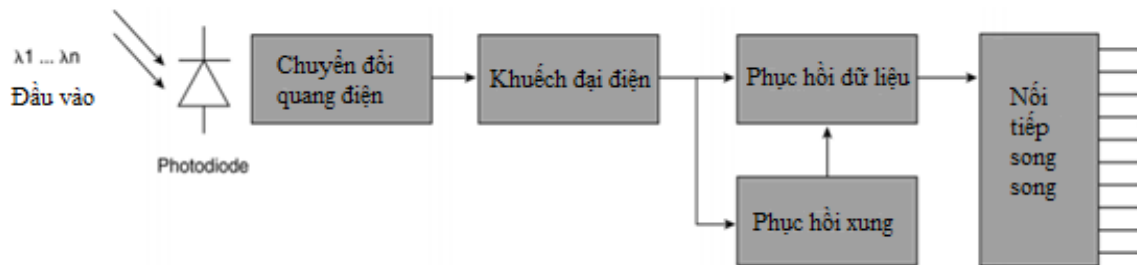 λ1 ... λn
Đầu vào
Photodiode
Chuyển đổi
quang điện
Khuếch đại điện
Phục hồi dữ liệu
Phục hồi xung
Nối
tiếp
song
song